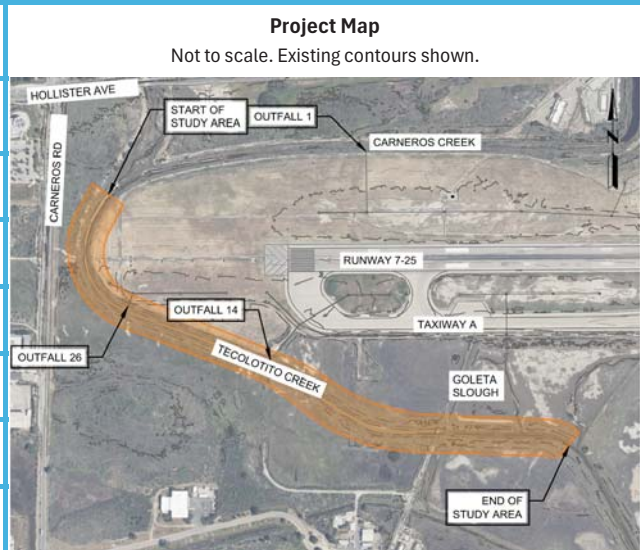 Project Map
Not to scale. Existing contours shown.
HOLLISTER AVE
START OF
STUDY AREA
OUTFALL 1
CARNEROS CREEK
CARNEROS RD
N
RUNWAY 7-25
OUTFALL 14
TAXIWAY A
OUTFALL 26
TECOLOTITO CREEK
GOLETA
SLOUGH
END OF
STUDY AREA